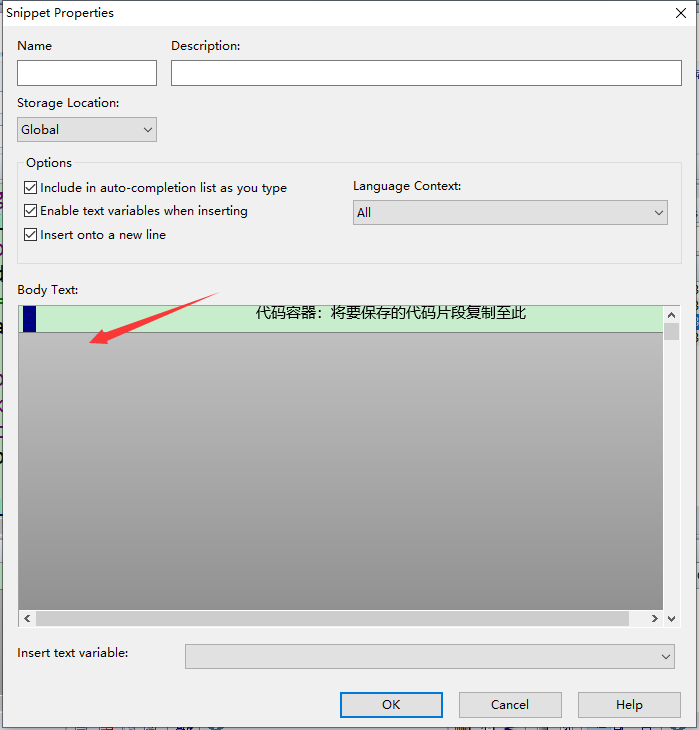 Snippet Properties
Name
Description:
Storage Location:
Global
Options
Include in auto-completion list as you type
Enable text variables when inserting
Insert onto a new line
Language Context:
All
Body Text:
代码容器：将要保存的代码片段复制至此
Insert text variable:
OK
Cancel
Help